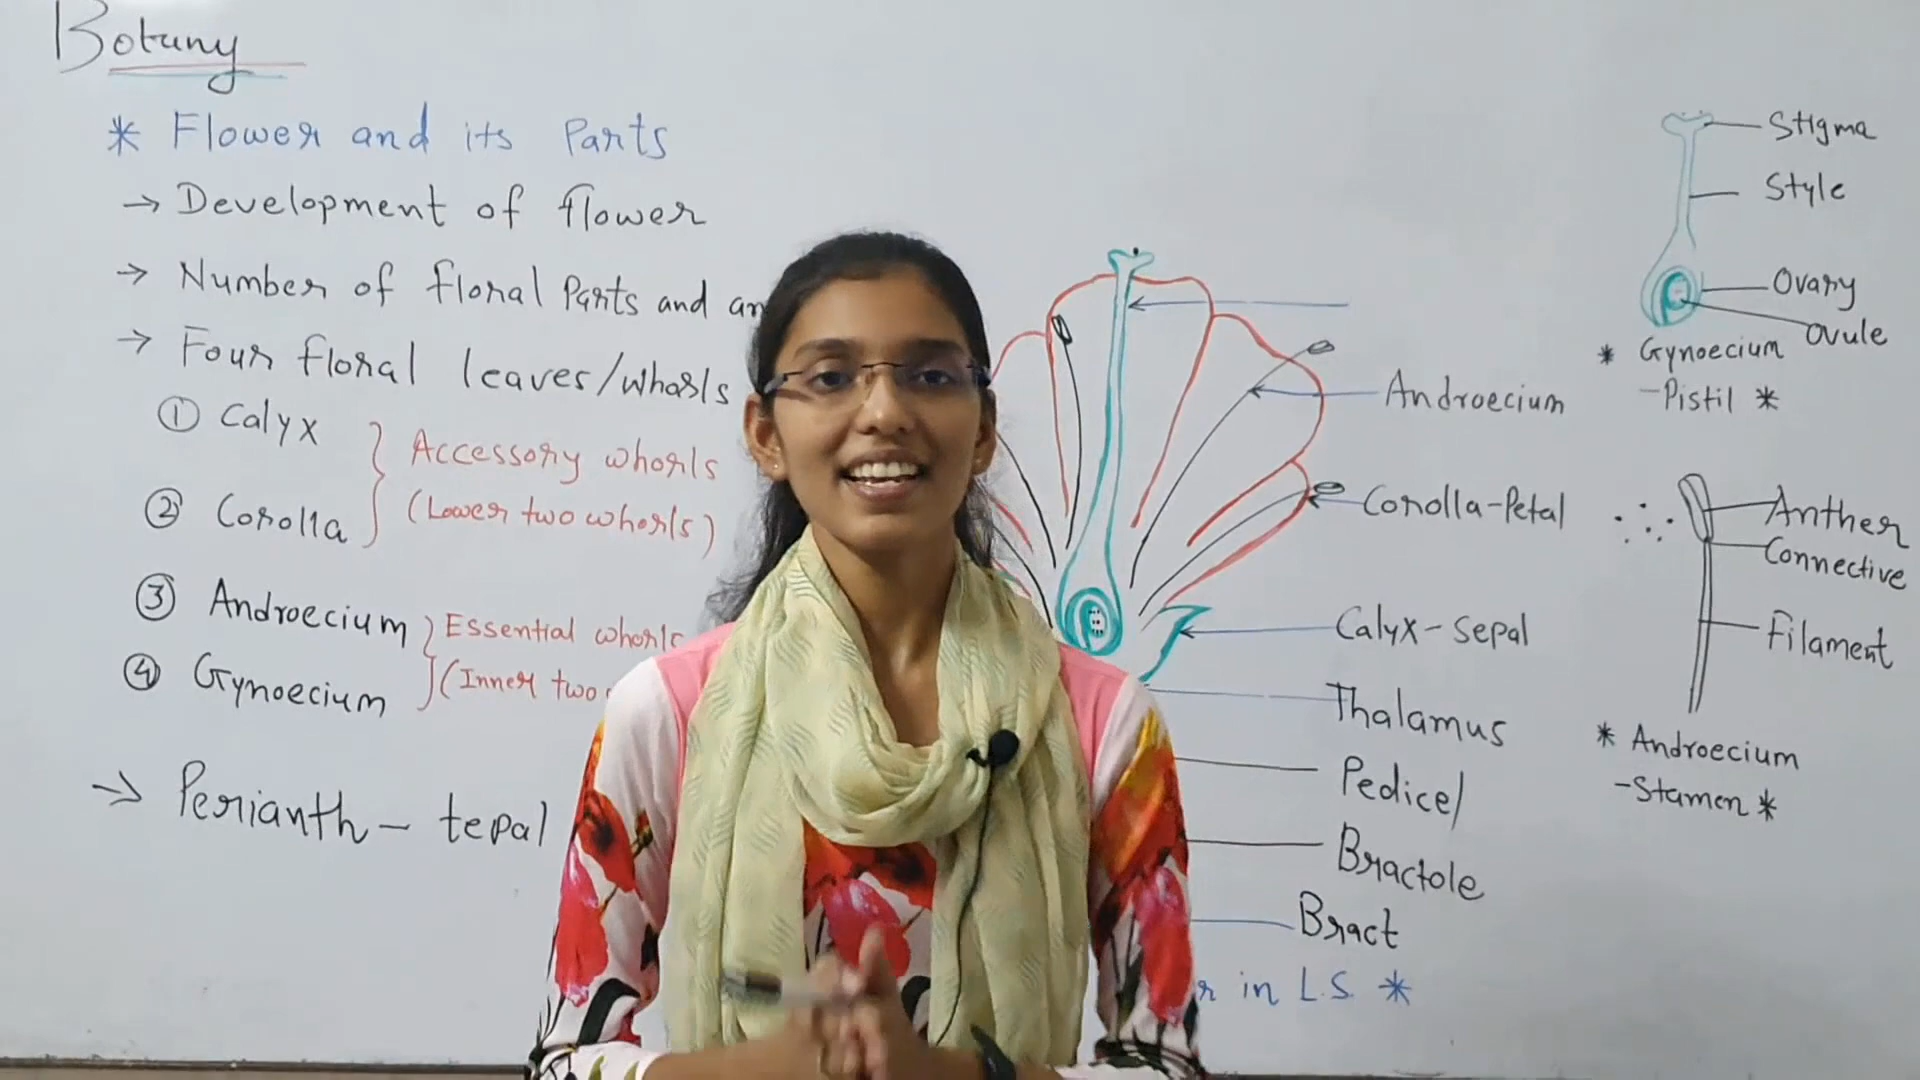 Botany
* Flower and its Parts
→ Development of flower
→ Number of floral Parts and
→ Four floral leaves/whorls
① Calyx
② Corolla
Accessory whorls
(Lower two whorls)
③ Androecium
④ Gynoecium
Essential whorls
(Inner two
→ Perianth - tepal
Androecium
Corolla-Petal
Calyx-sepal
Thalamus
Pedicel
Bractole
Bract
in L.S. *
Stigma
Style
Ovary
Ovule
* Gynoecium
-Pistil *
Anther
Connective
Filament
* Androecium
-Stamen *